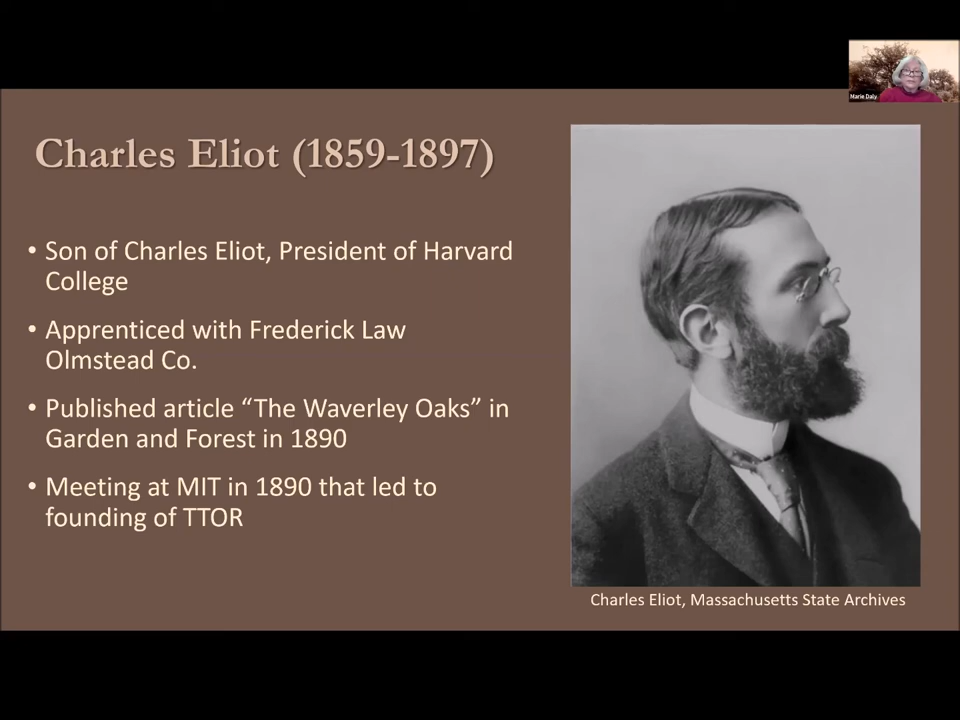 Marie Daly
Charles Eliot (1859-1897)
• Son of Charles Eliot, President of Harvard
College
• Apprenticed with Frederick Law
Olmstead Co.
• Published article “The Waverley Oaks” in
Garden and Forest in 1890
• Meeting at MIT in 1890 that led to
founding of TTOR
Charles Eliot, Massachusetts State Archives